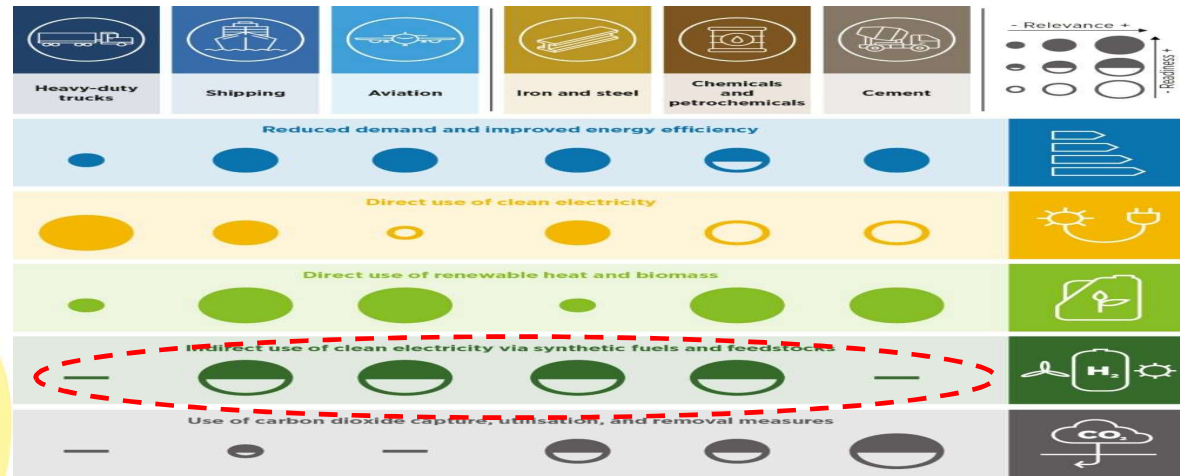 Heavy-duty
trucks
Shipping
Aviation
Iron and steel
Chemicals
and
petrochemicals
Cement
- Relevance +
- Readiness +
Reduced demand and improved energy efficiency
Direct use of clean electricity
Direct use of renewable heat and biomass
Indirect use of clean electricity via synthetic fuels and feedstocks
H₂
Use of carbon dioxide capture, utilisation, and removal measures
CO₂